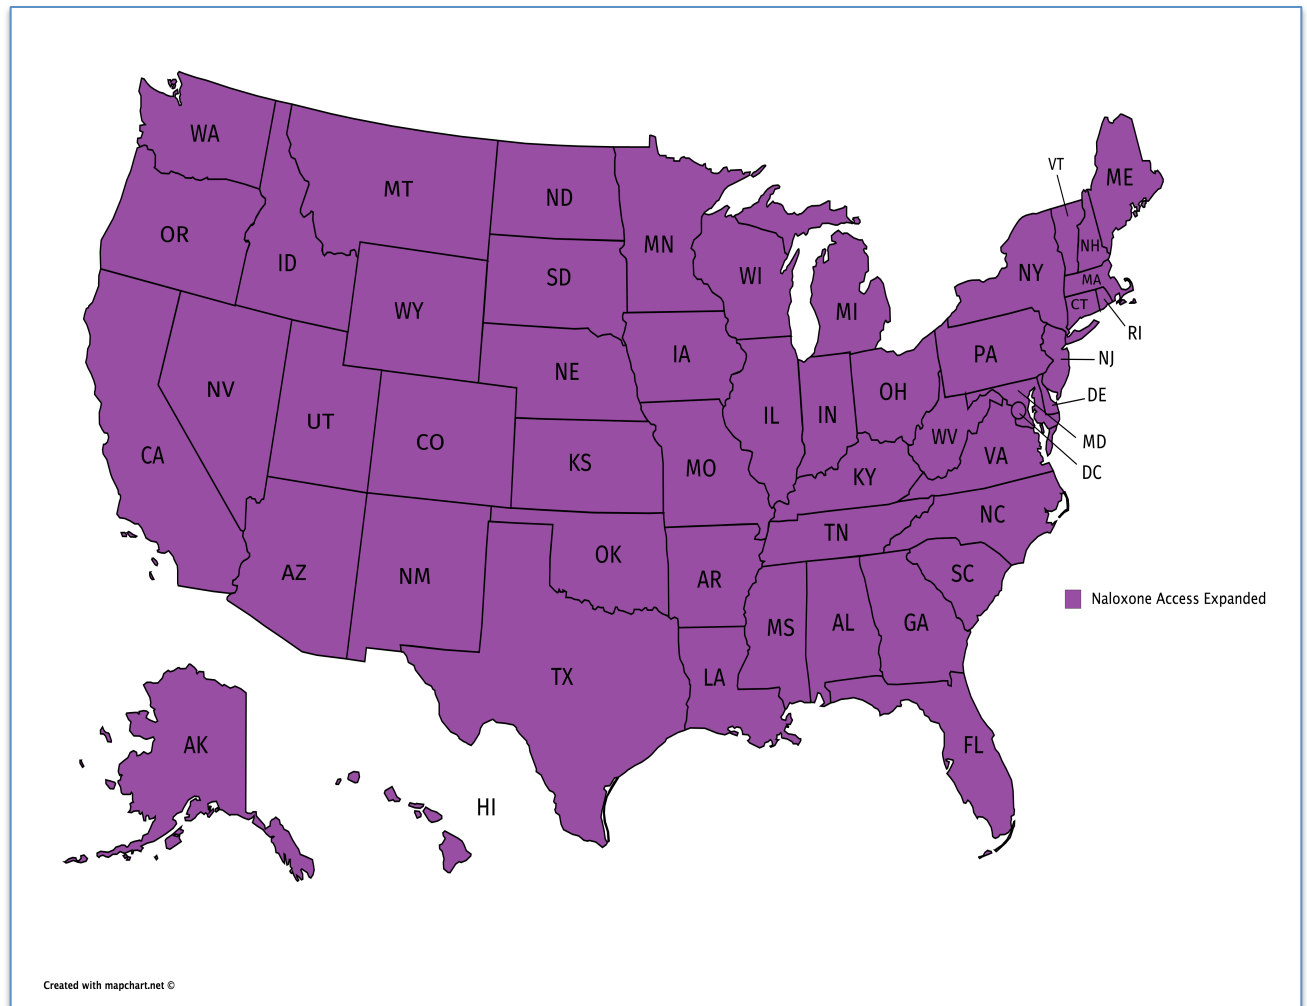 VT
WA
ME
MT
ND
OR
MN
NH
ID
NY
WI
SD
MA
CT
WY
MI
RI
IA
PA
NJ
NE
NV
OH
DE
UT
IL
IN
CO
WV
MD
CA
VA
KS
MO
DC
KY
NC
TN
OK
AZ
NM
AR
SC
Naloxone Access Expanded
MS
AL
GA
TX
LA
AK
FL
HI
Created with mapchart.net ©